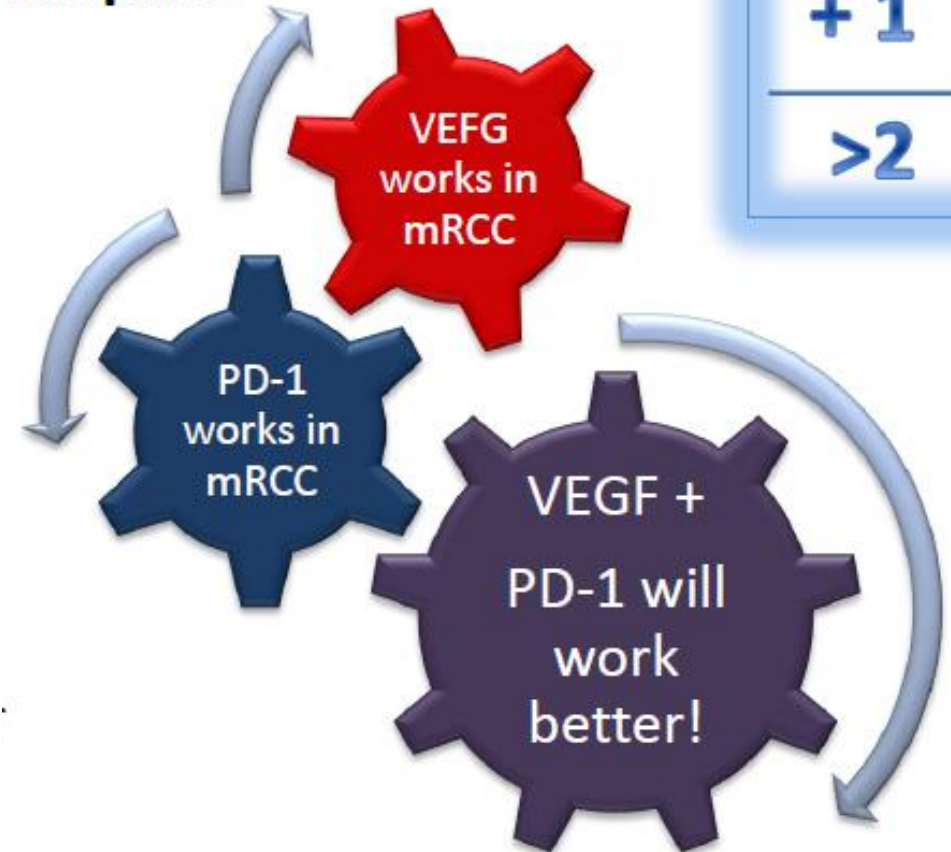 + 1
>2
VEFG
works in
mRCC
PD-1
works in
mRCC
VEGF +
PD-1 will
work
better!